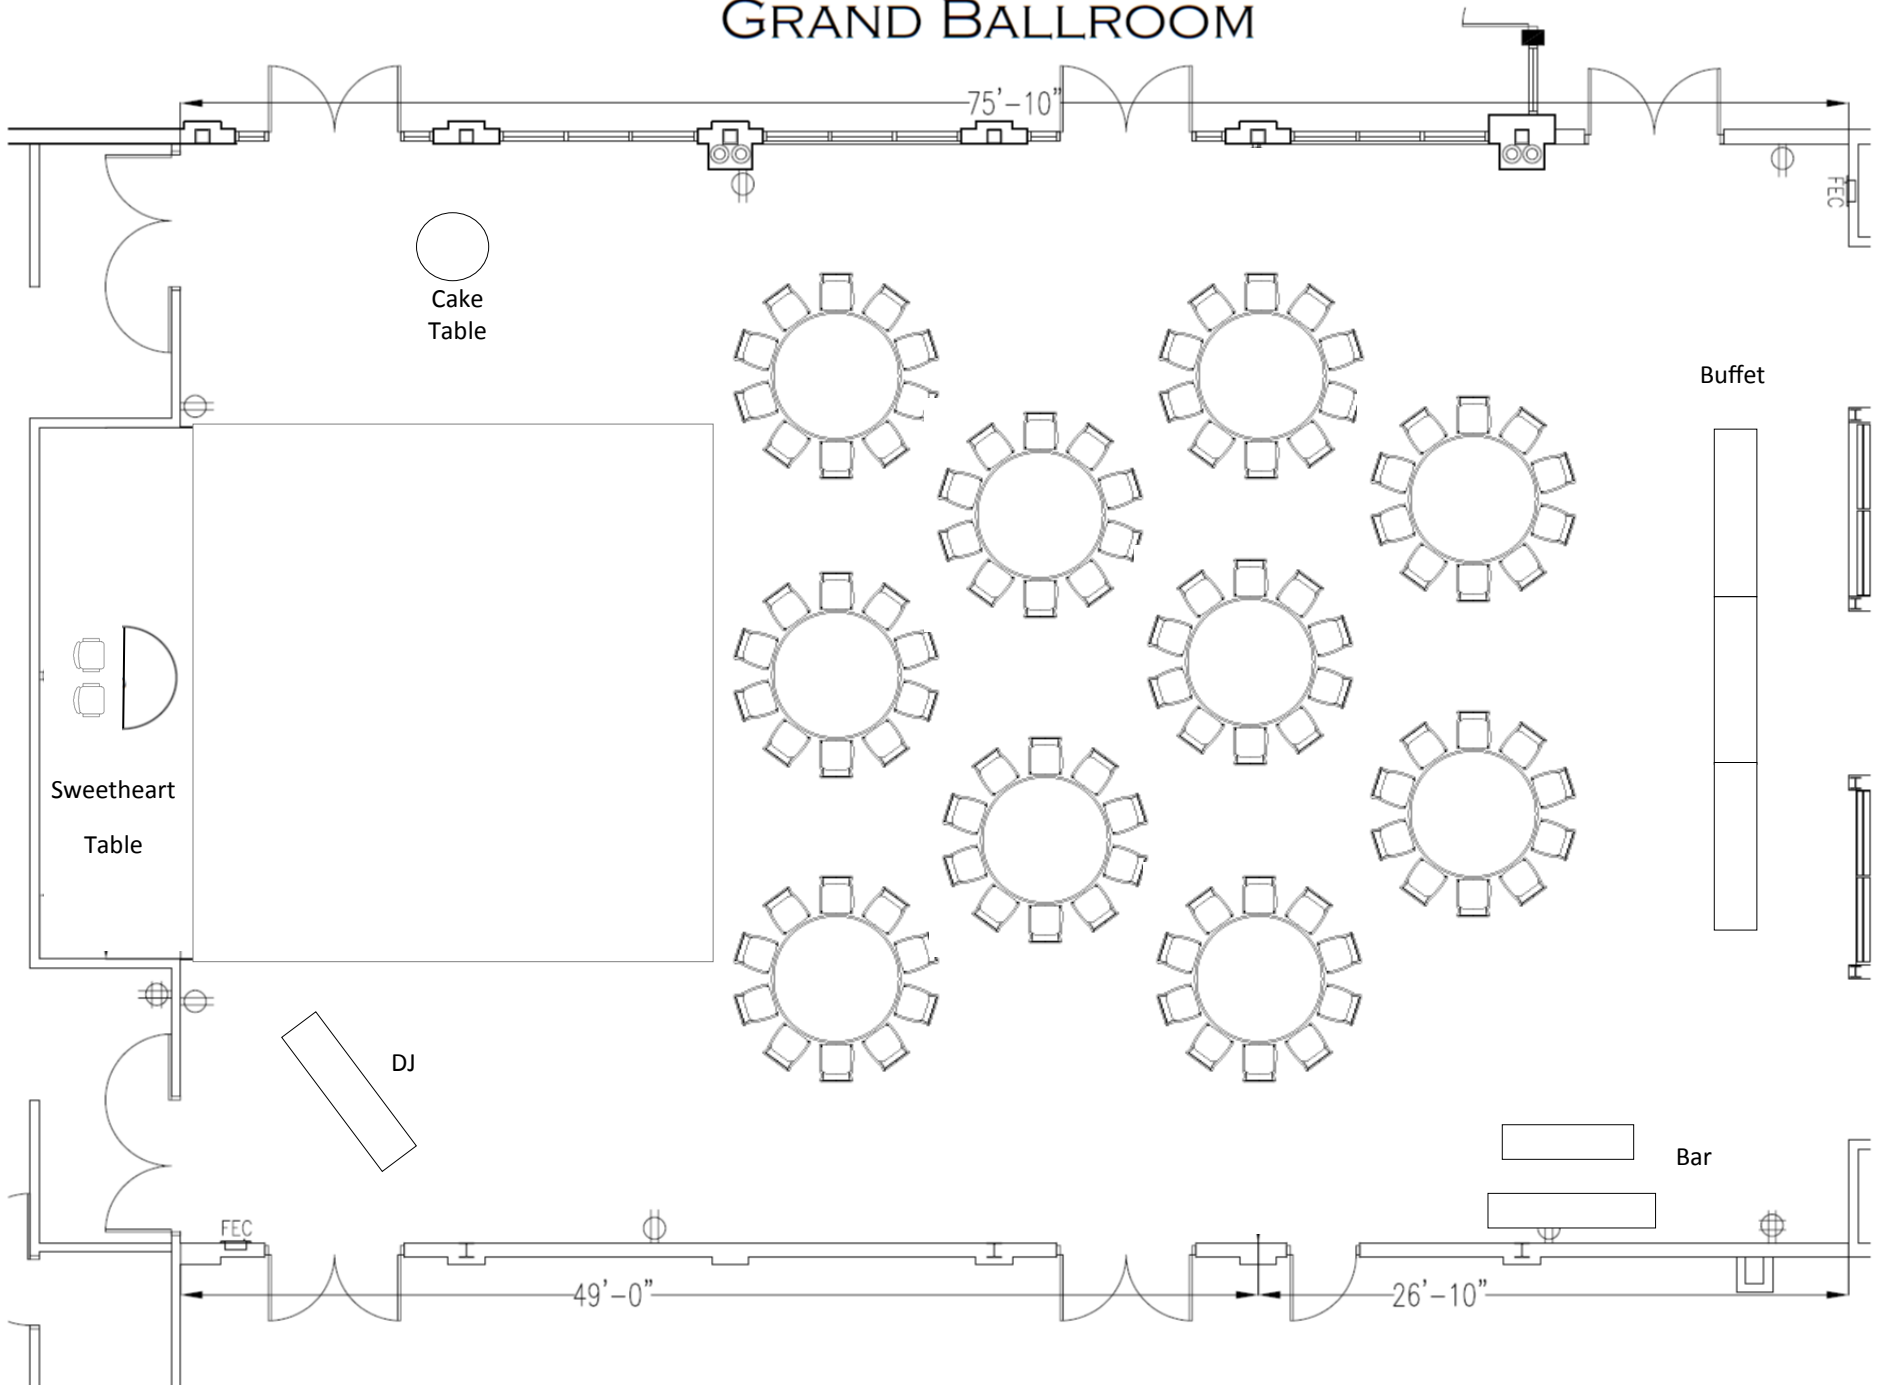 GRAND BALLROOM
75'-10"
FEC
Cake
Table
Buffet
Sweetheart
Table
DJ
Bar
FEC
49'-0"
26'-10"